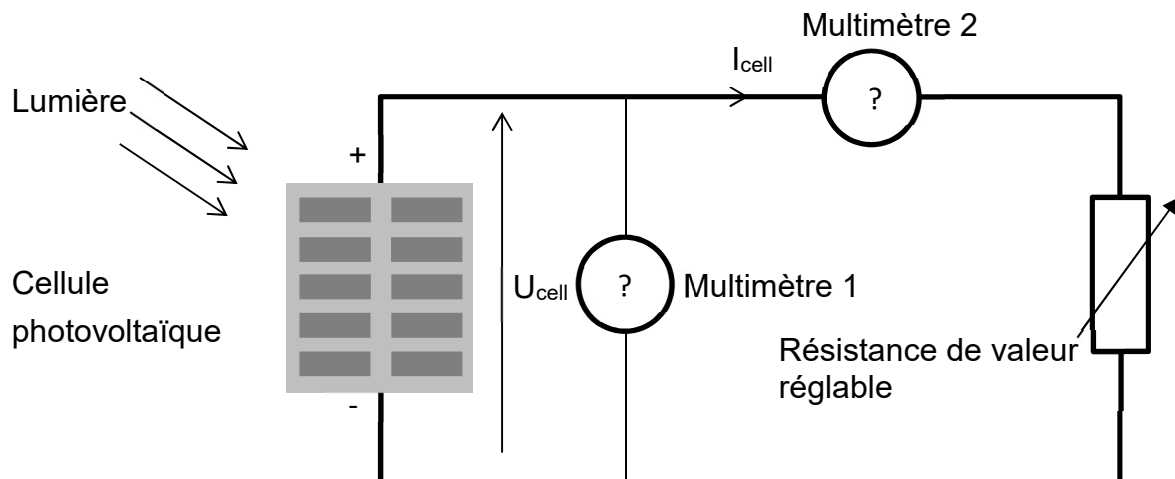 Multimètre 2
Icell
?
Lumière
+
Cellule
photovoltaïque
Ucell
?
Multimètre 1
Résistance de valeur
réglable
-